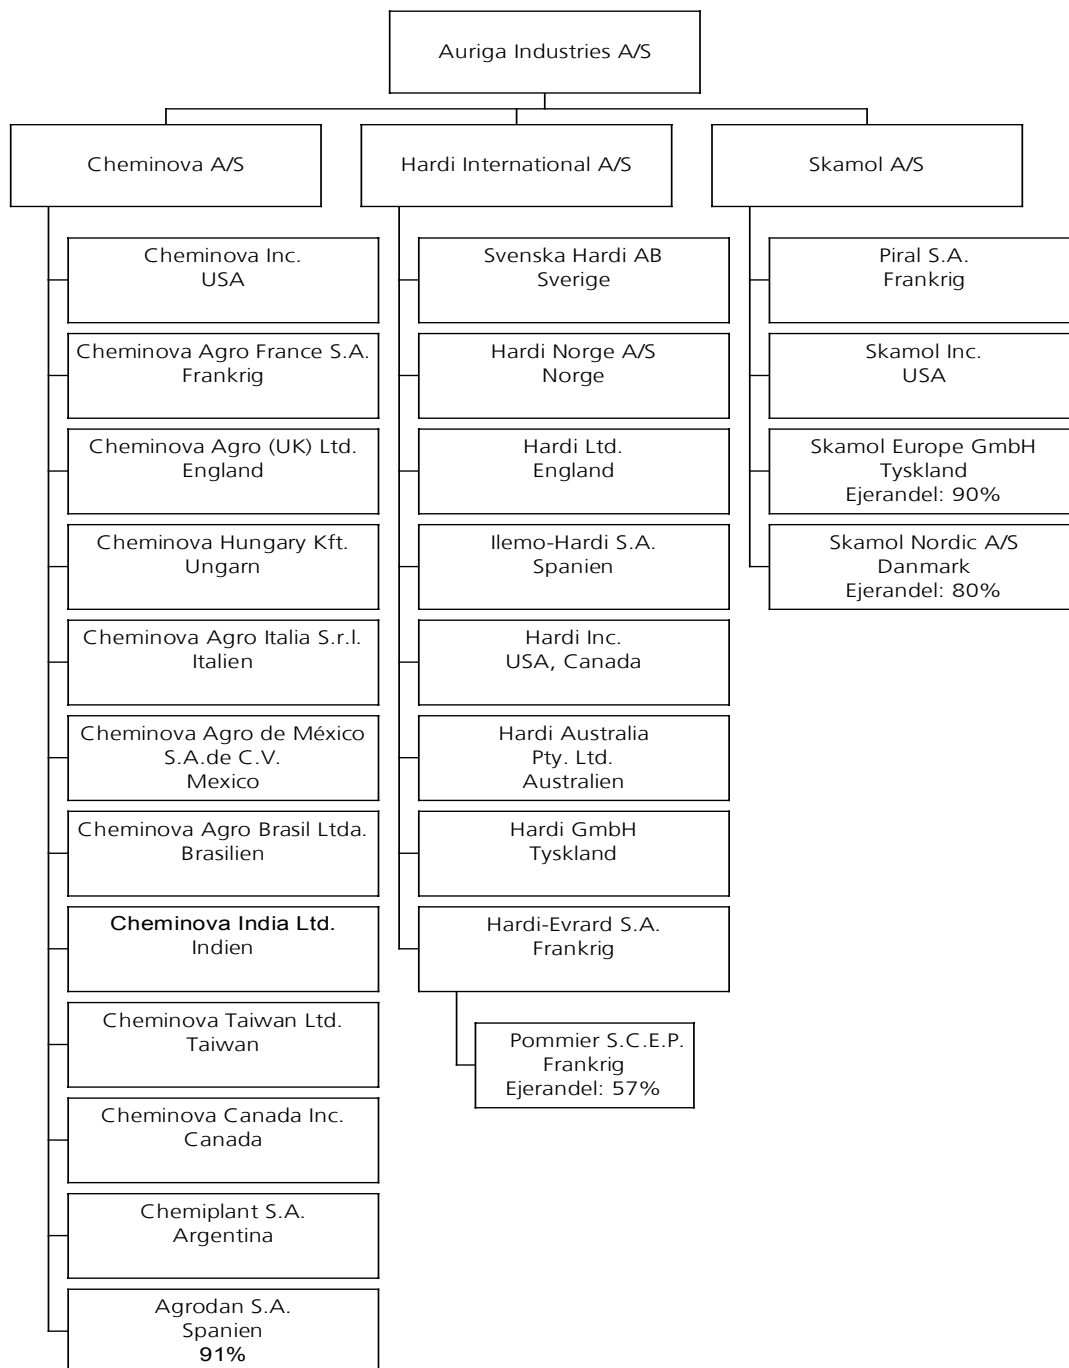 Auriga Industries A/S
Cheminova A/S
Hardi International A/S
Skamol A/S
Cheminova Inc.
USA
Cheminova Agro France S.A.
Frankrig
Cheminova Agro (UK) Ltd.
England
Cheminova Hungary Kft.
Ungarn
Cheminova Agro Italia S.r.l.
Italien
Cheminova Agro de México
S.A.de C.V.
Mexico
Cheminova Agro Brasil Ltda.
Brasilien
Cheminova India Ltd.
Indien
Cheminova Taiwan Ltd.
Taiwan
Cheminova Canada Inc.
Canada
Chemiplant S.A.
Argentina
Agrodan S.A.
Spanien
91%
Svenska Hardi AB
Sverige
Hardi Norge A/S
Norge
Hardi Ltd.
England
Ilemo-Hardi S.A.
Spanien
Hardi Inc.
USA, Canada
Hardi Australia
Pty. Ltd.
Australien
Hardi GmbH
Tyskland
Hardi-Evrard S.A.
Frankrig
Pommier S.C.E.P.
Frankrig
Ejerandel: 57%
Piral S.A.
Frankrig
Skamol Inc.
USA
Skamol Europe GmbH
Tyskland
Ejerandel: 90%
Skamol Nordic A/S
Danmark
Ejerandel: 80%